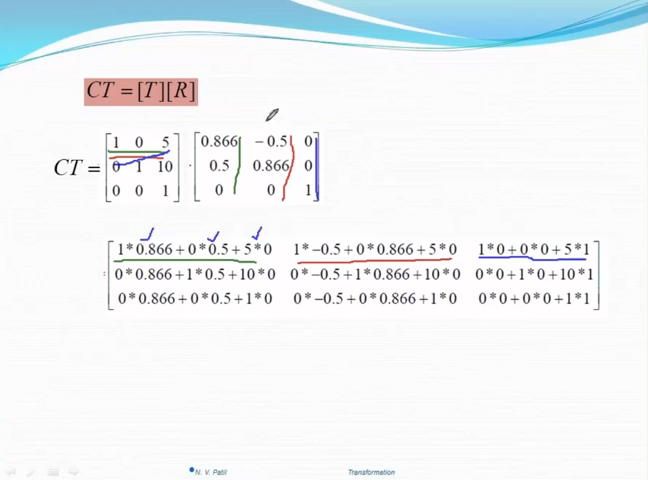 CT = [T][R]
CT = [1 0 5; 0 1 10; 0 0 1] · [0.866 −0.5 0; 0.5 0.866 0; 0 0 1]
1*0.866+0*0.5+5*0 1*−0.5+0*0.866+5*0 1*0+0*0+5*1
0*0.866+1*0.5+10*0 0*−0.5+1*0.866+10*0 0*0+1*0+10*1
0*0.866+0*0.5+1*0 0*−0.5+0*0.866+1*0 0*0+0*0+1*1
N. V. Patil Transformation